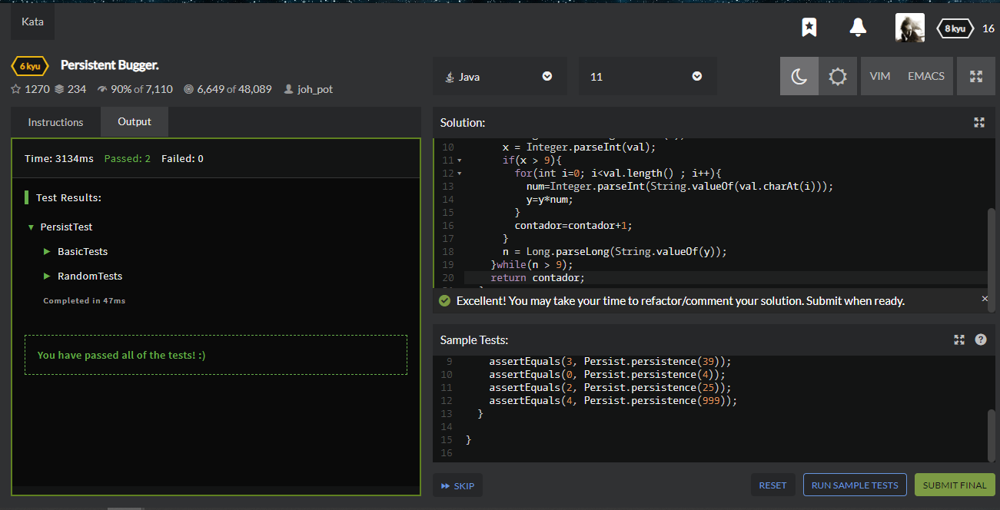 Kata
8 kyu 16
6 kyu Persistent Bugger.
1270 234 90% of 7,110 6,649 of 48,089 joh_pot
Java
11
VIM EMACS
Instructions Output
Time: 3134ms Passed: 2 Failed: 0
Test Results:
PersistTest
BasicTests
RandomTests
Completed in 47ms
You have passed all of the tests! :)
Solution:
10 x = Integer.parseInt(val);
11 if(x > 9){
12 for(int i=0; i<val.length() ; i++){
13 num=Integer.parseInt(String.valueOf(val.charAt(i)));
14 y=y*num;
15 }
16 contador=contador+1;
17 }
18 n = Long.parseLong(String.valueOf(y));
19 }while(n > 9);
20 return contador;
Excellent! You may take your time to refactor/comment your solution. Submit when ready. ×
Sample Tests: ?
9 assertEquals(3, Persist.persistence(39));
10 assertEquals(0, Persist.persistence(4));
11 assertEquals(2, Persist.persistence(25));
12 assertEquals(4, Persist.persistence(999));
13 }
14
15 }
16
SKIP
RESET RUN SAMPLE TESTS SUBMIT FINAL